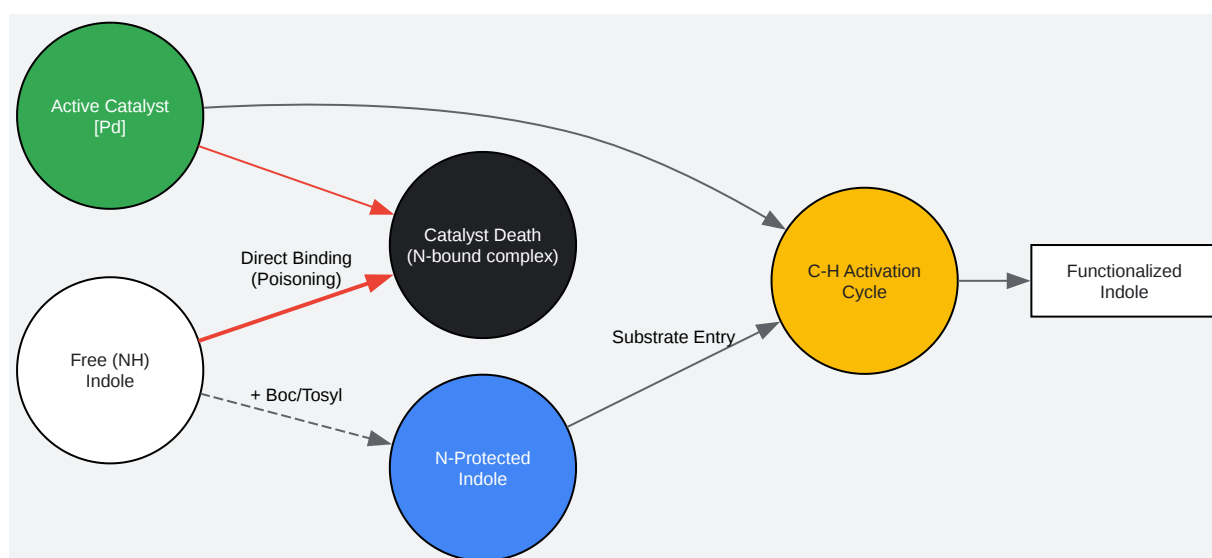 Active Catalyst
[Pd]
Catalyst Death
(N-bound complex)
Direct Binding
(Poisoning)
C-H Activation
Cycle
Functionalized
Indole
Free (NH)
Indole
Substrate Entry
+ Boc/Tosyl
N-Protected
Indole